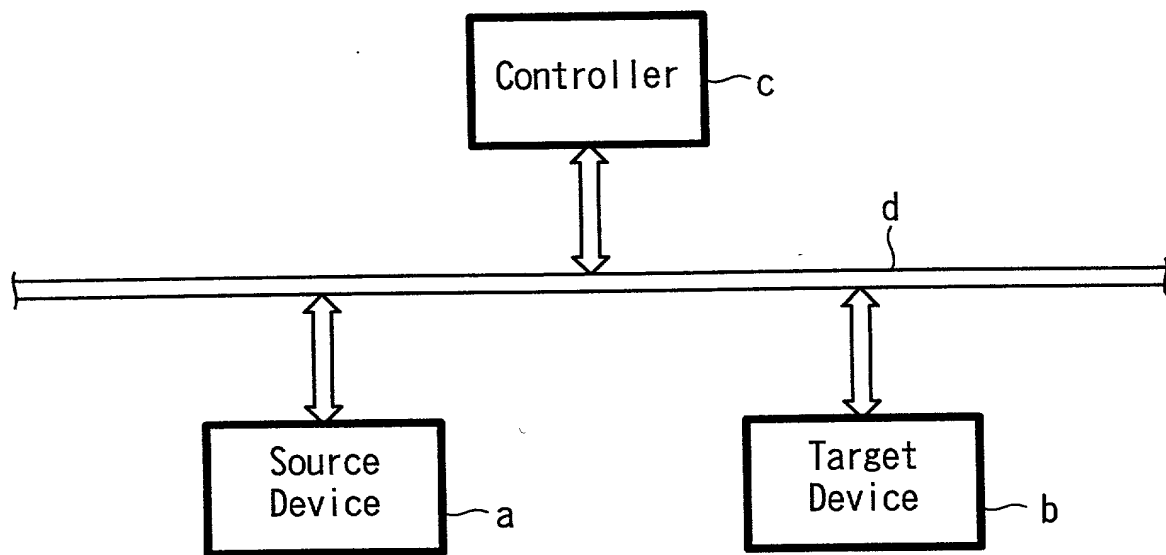 Controller
c
d
Source
Device
a
Target
Device
b